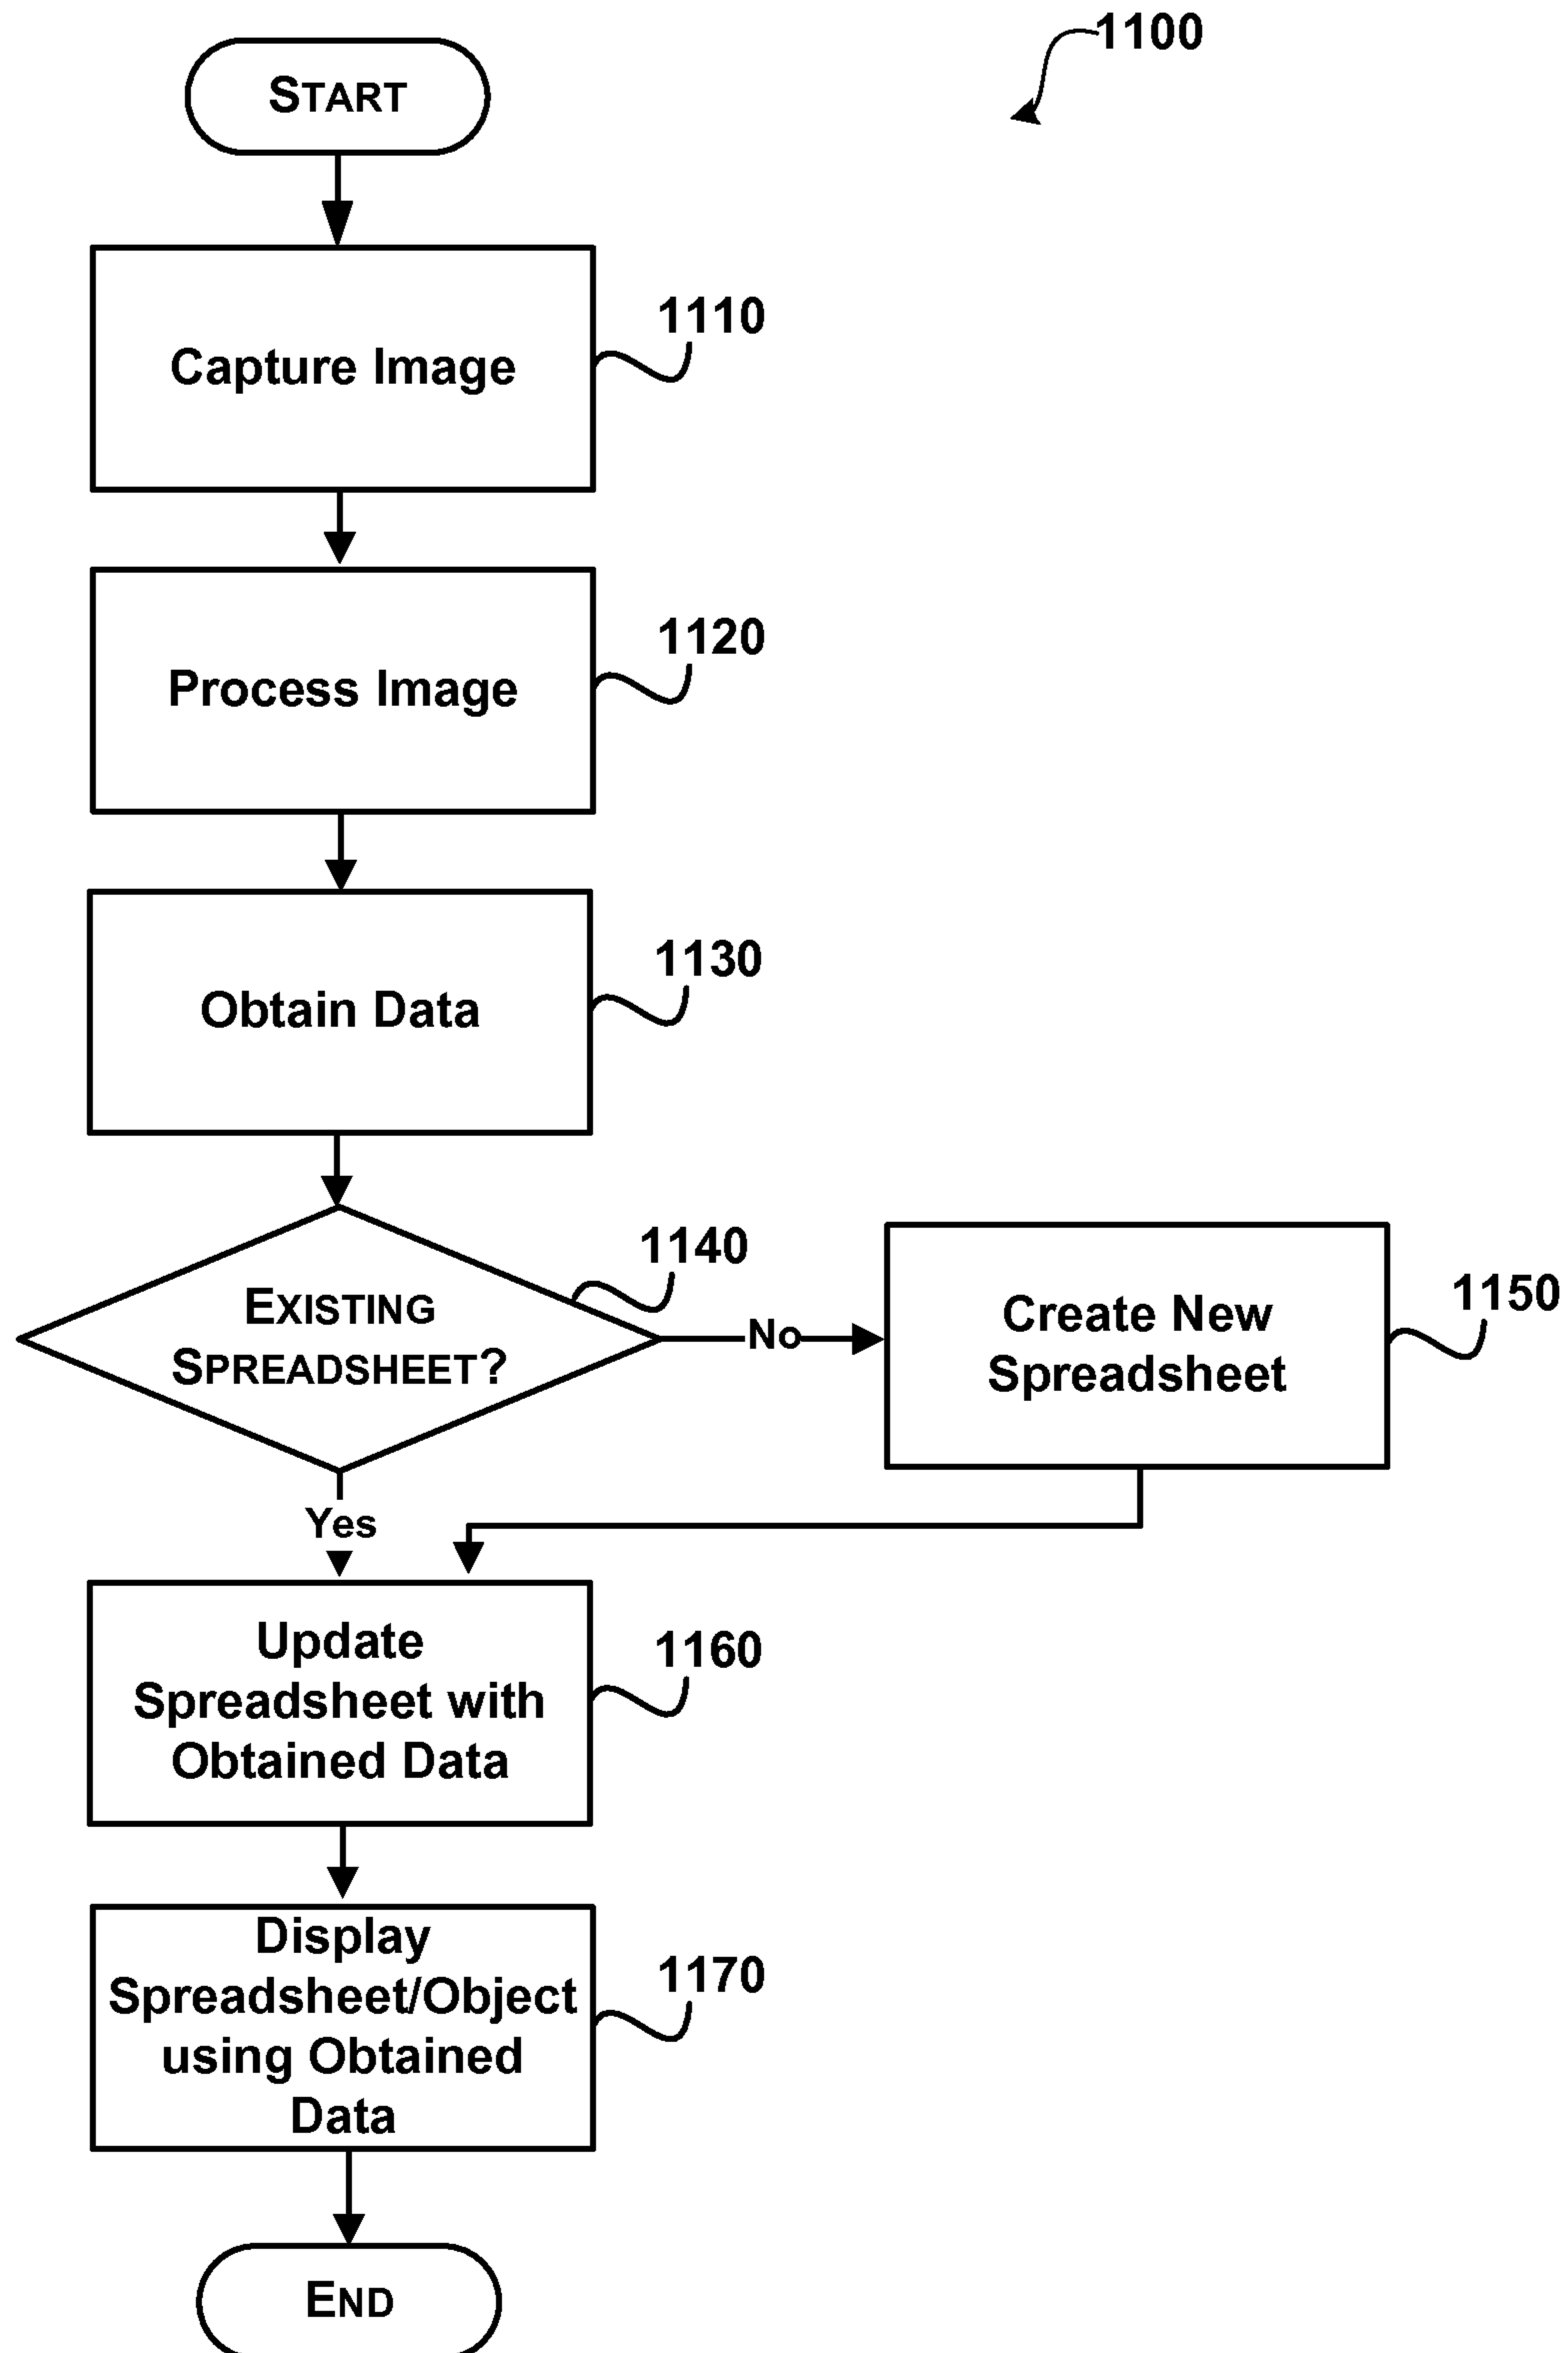 1100
START
Capture Image
1110
Process Image
1120
Obtain Data
1130
EXISTING
SPREADSHEET?
1140
No
Create New
Spreadsheet
1150
Yes
Update
Spreadsheet with
Obtained Data
1160
Display
Spreadsheet/Object
using Obtained
Data
1170
END